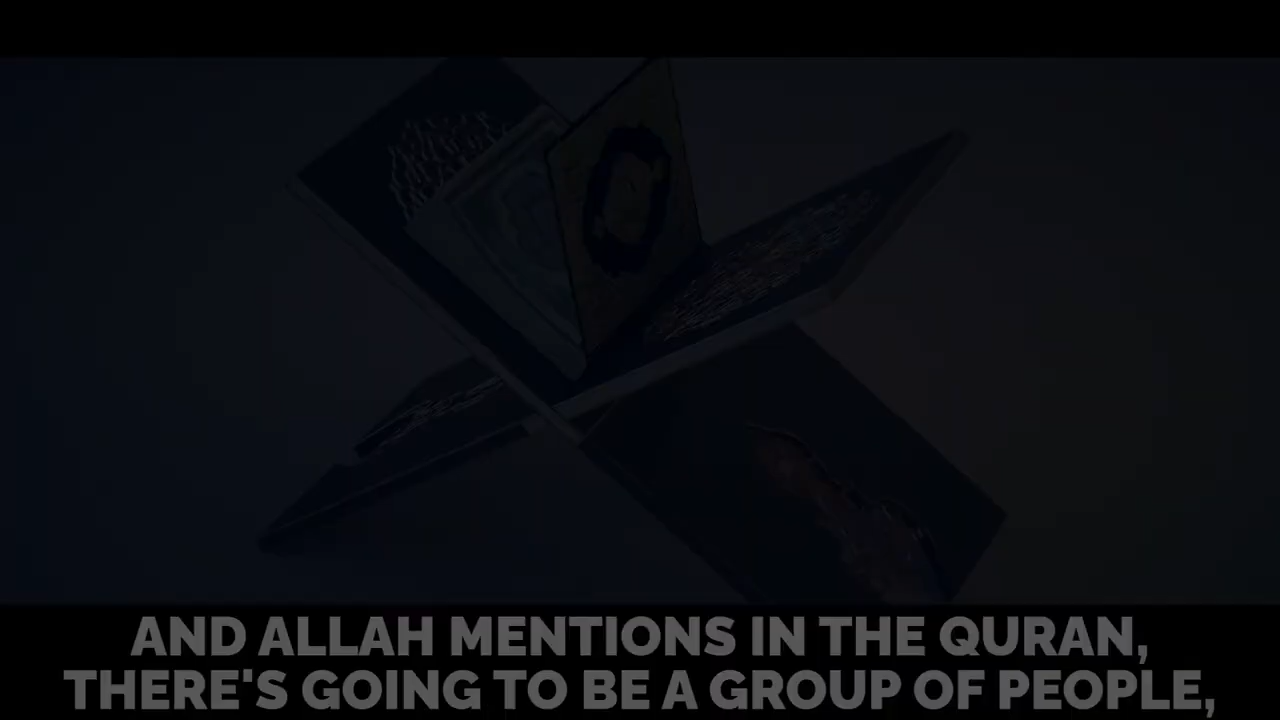 AND ALLAH MENTIONS IN THE QURAN,
THERE'S GOING TO BE A GROUP OF PEOPLE,